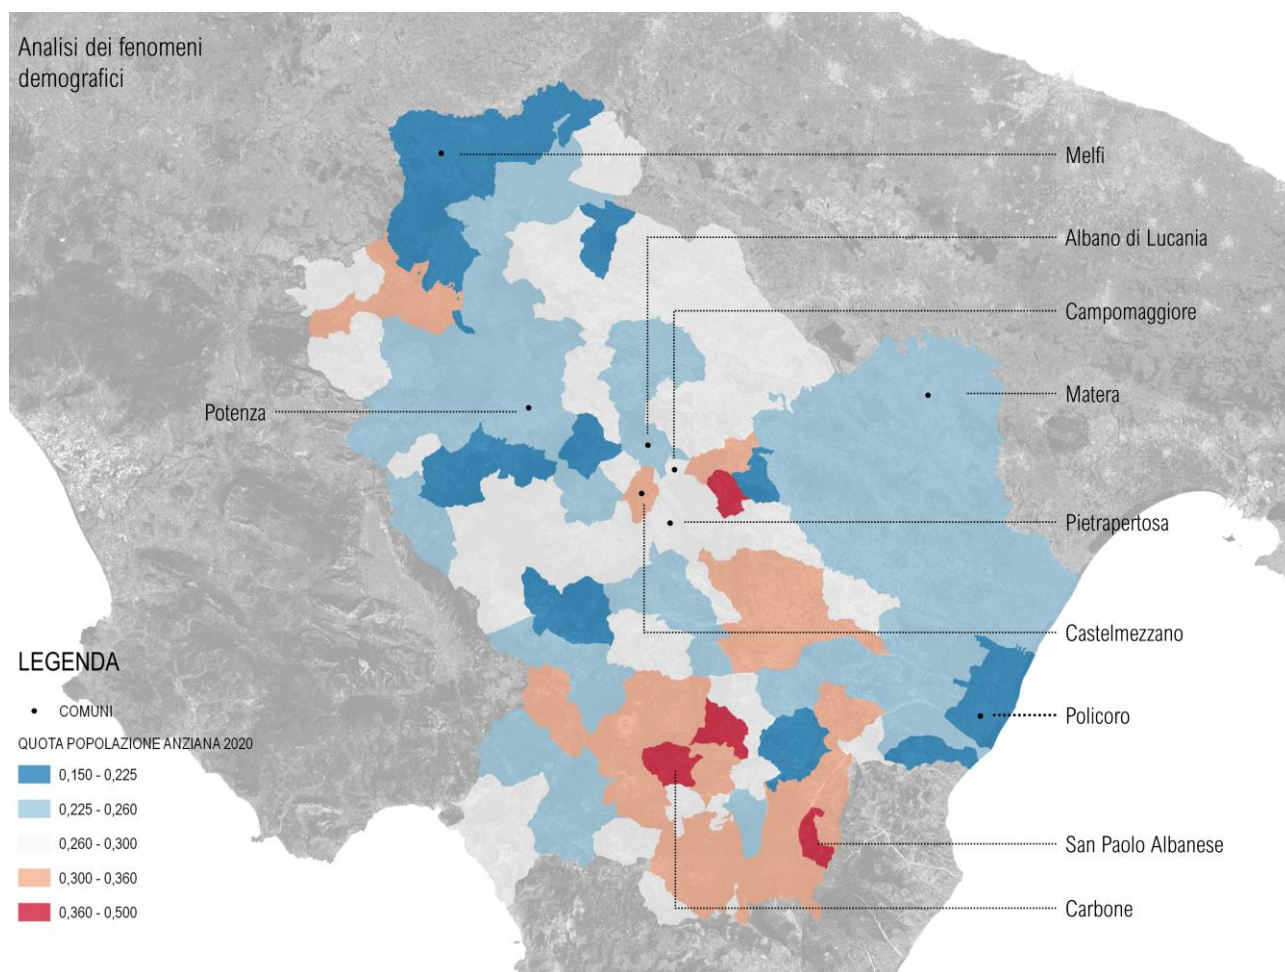 Analisi dei fenomeni
demografici
Melfi
Albano di Lucania
Campomaggiore
Matera
Potenza
Pietrapertosa
Castelmezzano
Policoro
San Paolo Albanese
Carbone
LEGENDA
COMUNI
QUOTA POPOLAZIONE ANZIANA 2020
0,150 - 0,225
0,225 - 0,260
0,260 - 0,300
0,300 - 0,360
0,360 - 0,500